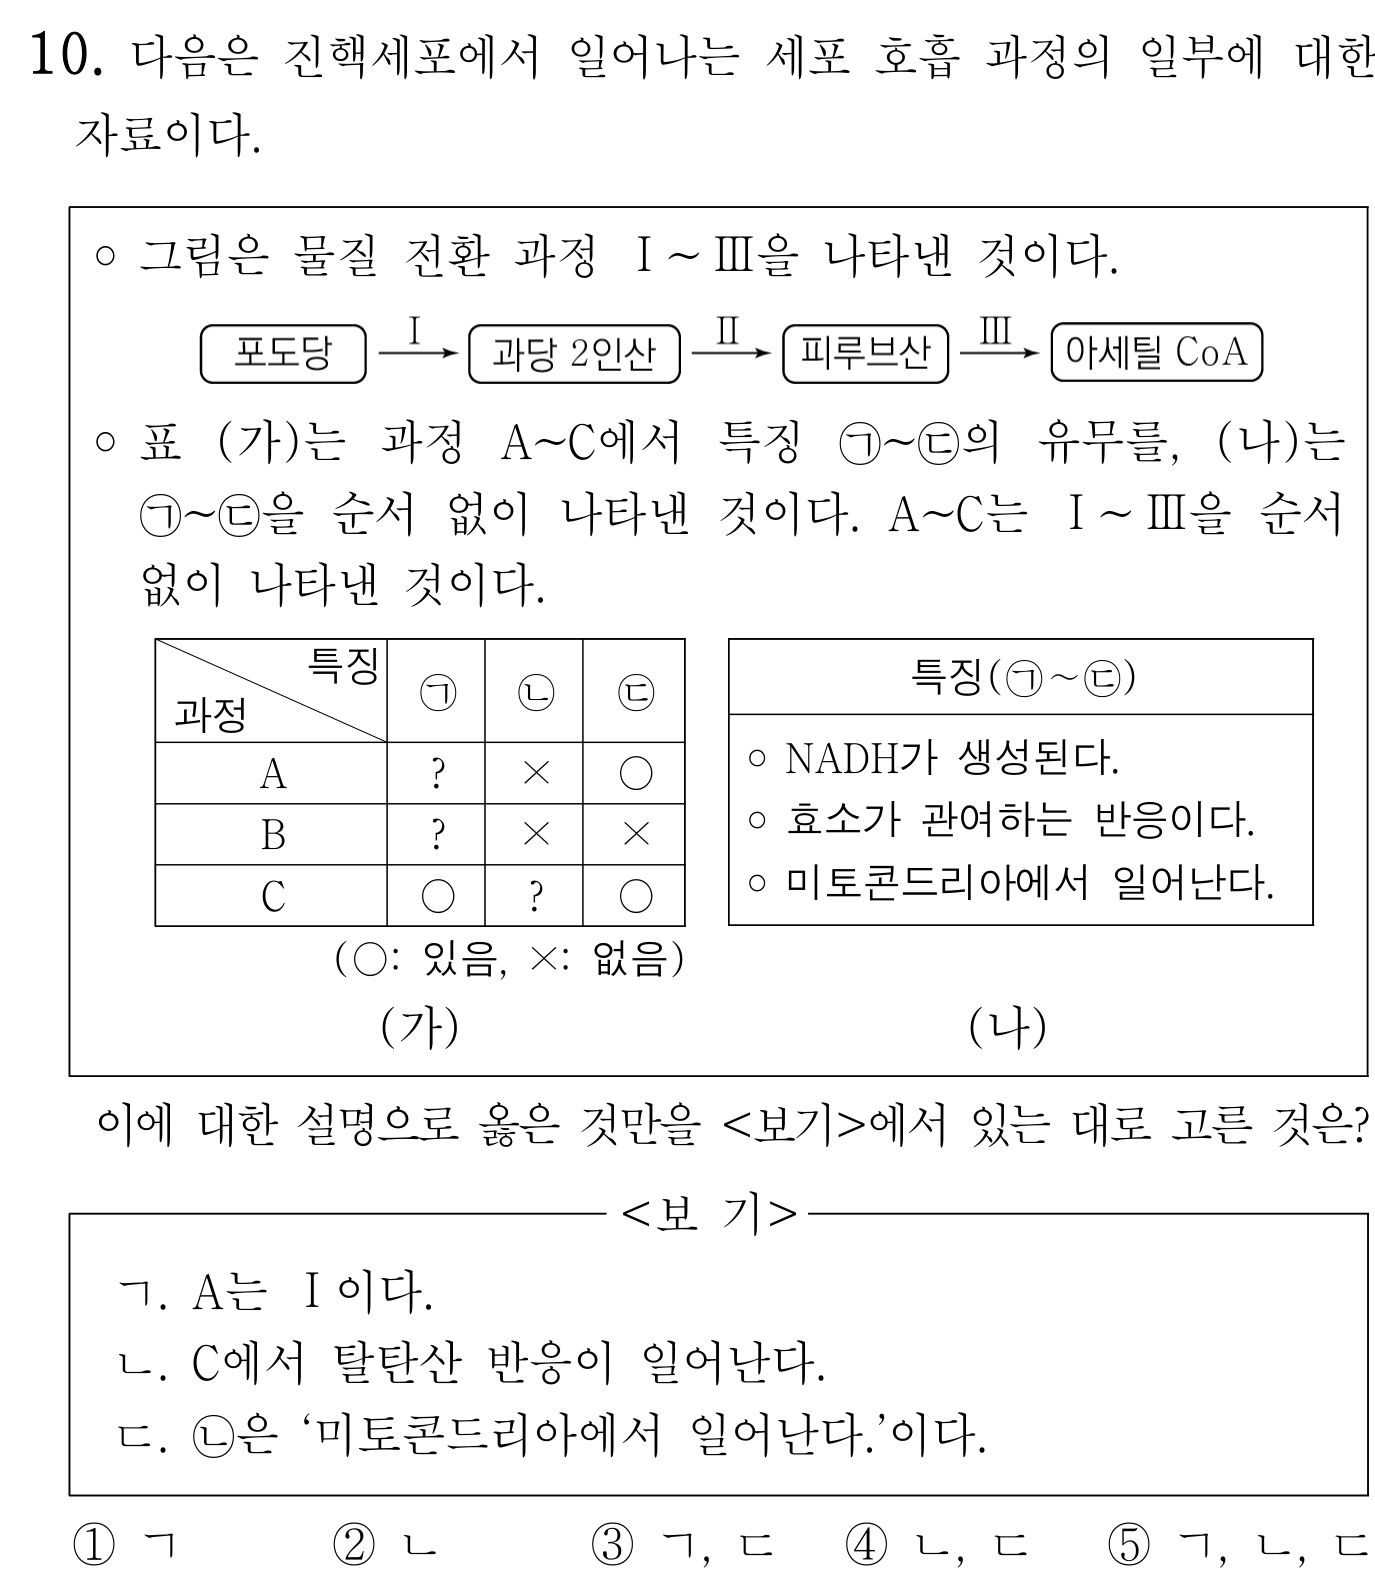 10. 다음은 진핵세포에서 일어나는 세포 호흡 과정의 일부에 대한
자료이다.
○ 그림은 물질 전환 과정 Ⅰ~Ⅲ을 나타낸 것이다.
포도당 Ⅰ 과당 2인산 Ⅱ 피루브산 Ⅲ 아세틸 CoA
○ 표 (가)는 과정 A~C에서 특징 ㉠~㉢의 유무를, (나)는
㉠~㉢을 순서 없이 나타낸 것이다. A~C는 Ⅰ~Ⅲ을 순서
없이 나타낸 것이다.
특징
과정 ㉠ ㉡ ㉢
A ? × ○
B ? × ×
C ○ ? ○
(○: 있음, ×: 없음)
(가)
특징(㉠~㉢)
○ NADH가 생성된다.
○ 효소가 관여하는 반응이다.
○ 미토콘드리아에서 일어난다.
(나)
이에 대한 설명으로 옳은 것만을 <보기>에서 있는 대로 고른 것은?
<보 기>
ㄱ. A는 Ⅰ이다.
ㄴ. C에서 탈탄산 반응이 일어난다.
ㄷ. ㉡은 ‘미토콘드리아에서 일어난다.’이다.
① ㄱ ② ㄴ ③ ㄱ, ㄷ ④ ㄴ, ㄷ ⑤ ㄱ, ㄴ, ㄷ